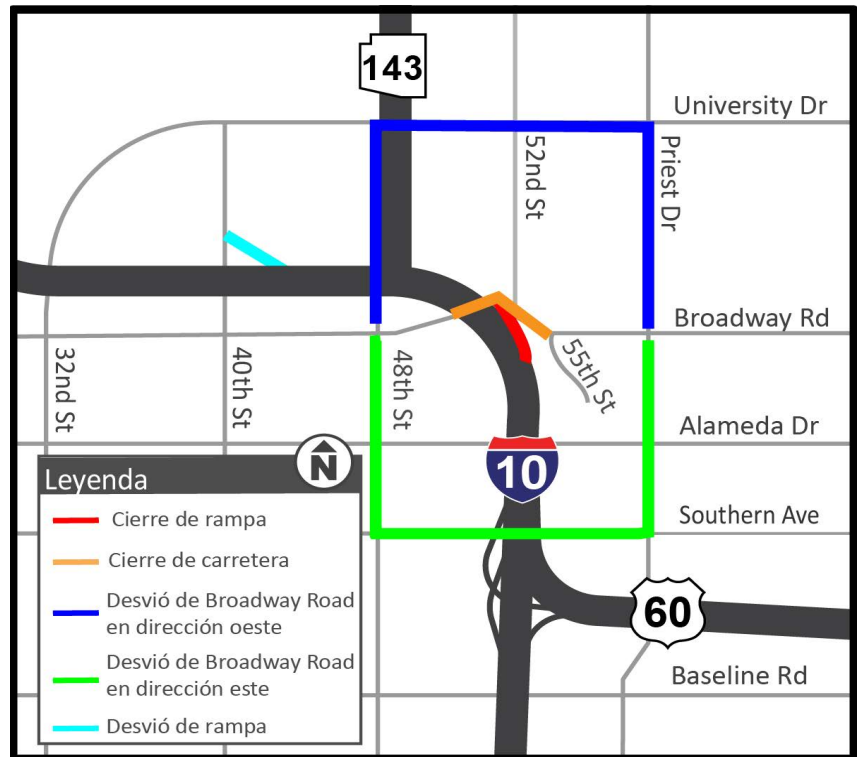 143
University Dr
52nd St
Priest Dr
Broadway Rd
32nd St
40th St
48th St
55th St
Alameda Dr
N
10
Leyenda
Southern Ave
Cierre de rampa
Cierre de carretera
Desvió de Broadway Road
en dirección oeste
60
Desvió de Broadway Road
en dirección este
Baseline Rd
Desvió de rampa